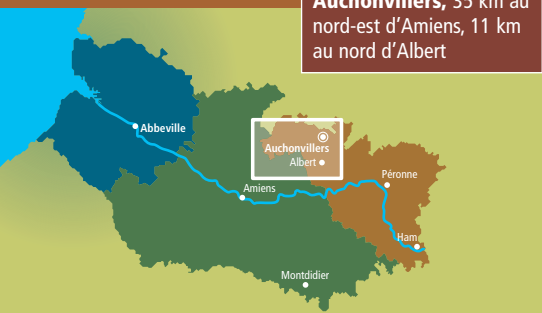 Auchonvillers, 35 km au
nord-est d’Amiens, 11 km
au nord d’Albert
Abbeville
Auchonvillers
Albert
Péronne
Amiens
Ham
Montdidier